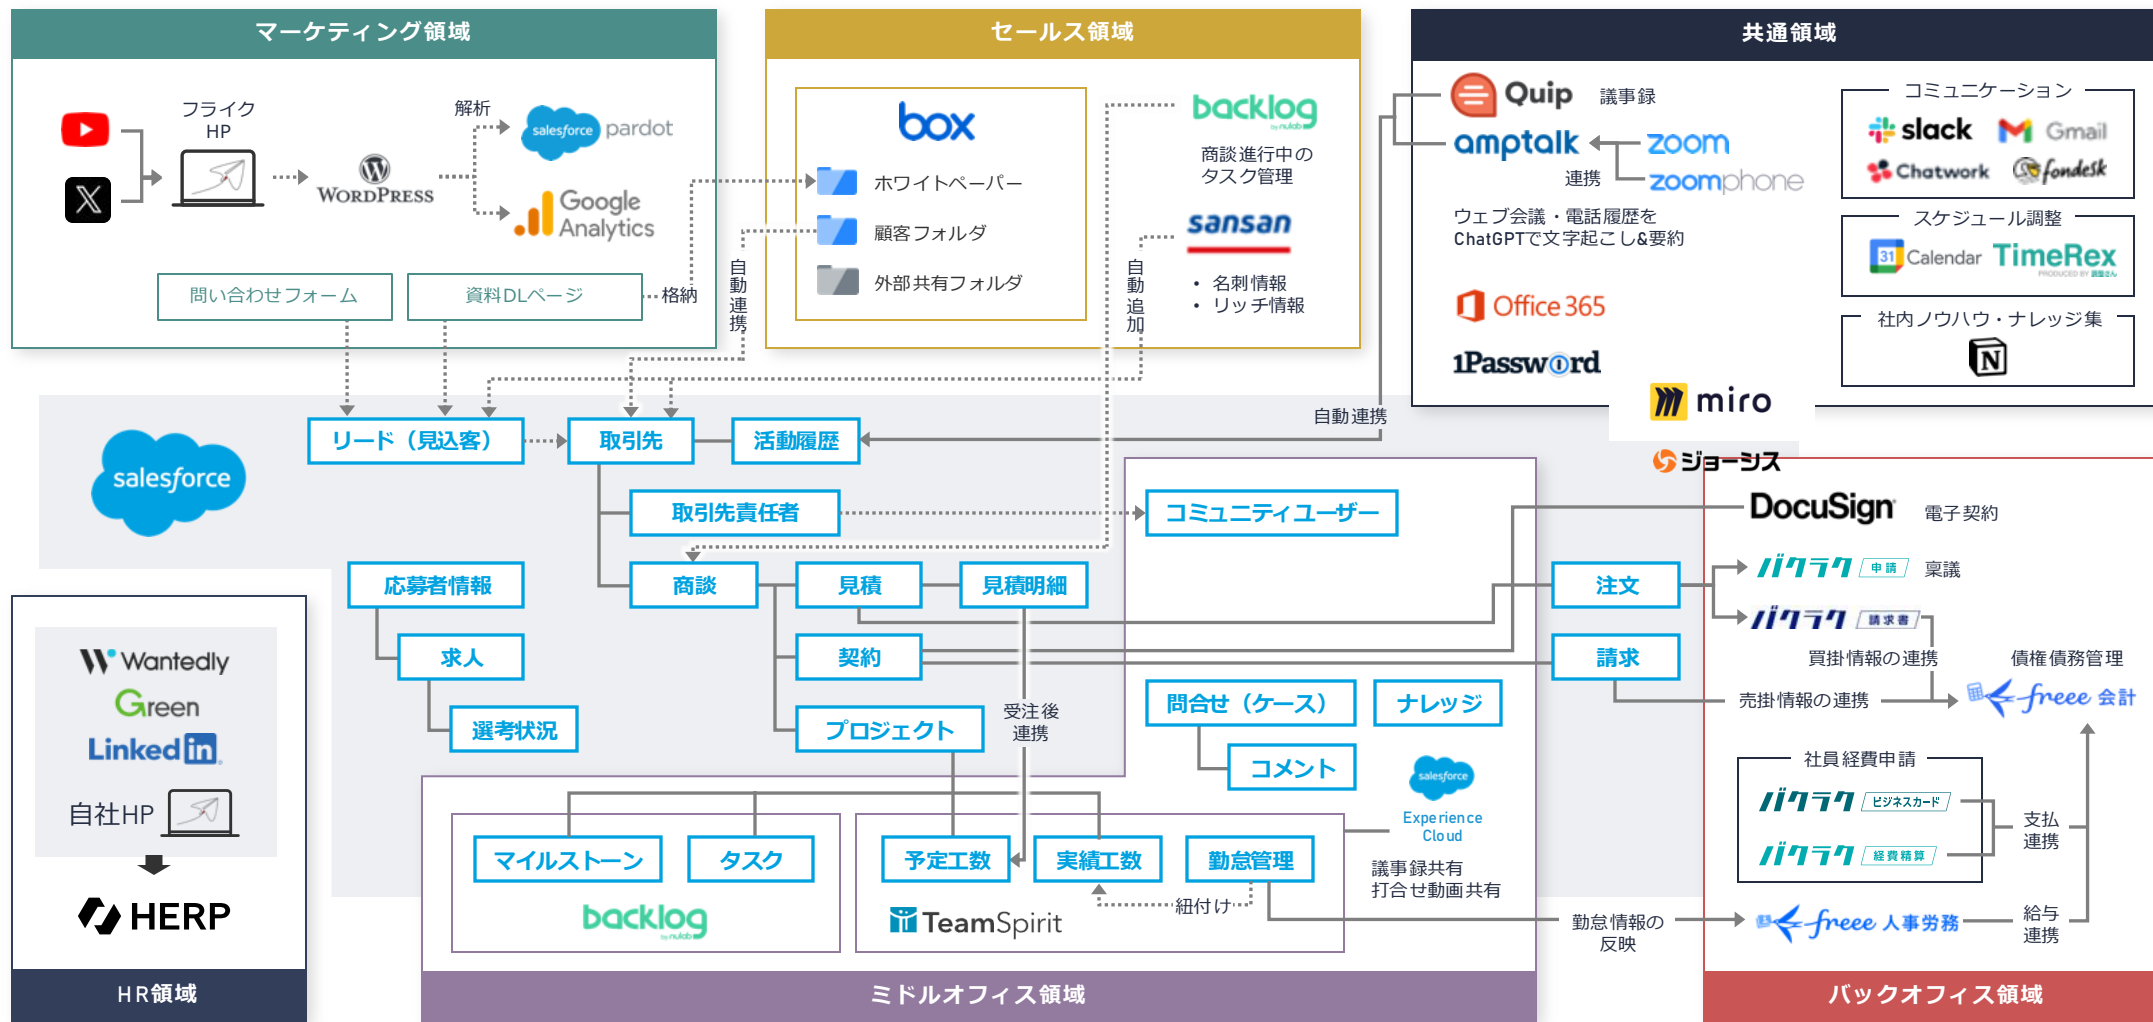 マーケティング領域
フライク
HP
解析
salesforce pardot
WORDPRESS
Google
Analytics
問い合わせフォーム
資料DLページ
格納
セールス領域
box
ホワイトペーパー
顧客フォルダ
外部共有フォルダ
自動連携
backlog
by nulab
商談進行中の
タスク管理
sansan
・ 名刺情報
・ リッチ情報
自動追加
共通領域
Quip 議事録
amptalk
zoom
連携
zoomphone
ウェブ会議・電話履歴を
ChatGPTで文字起こし&要約
Office 365
1Password
miro
ジョーシス
コミュニケーション
slack
Gmail
Chatwork
fondesk
スケジュール調整
31 Calendar
TimeRex
PRODUCED BY 調整さん
社内ノウハウ・ナレッジ集
N
自動連携
salesforce
リード（見込客）
取引先
活動履歴
取引先責任者
コミュニティユーザー
商談
見積
見積明細
注文
契約
請求
プロジェクト
受注後
連携
応募者情報
求人
選考状況
Wantedly
Green
Linked in
自社HP
HERP
HR領域
問合せ（ケース）
ナレッジ
コメント
salesforce
Experience
Cloud
議事録共有
打合せ動画共有
マイルストーン
タスク
backlog
by nulab
予定工数
実績工数
勤怠管理
紐付け
TeamSpirit
ミドルオフィス領域
勤怠情報の
反映
DocuSign 電子契約
バクラク 申請 稟議
バクラク 請求書
買掛情報の連携
債権債務管理
売掛情報の連携
freee 会計
社員経費申請
バクラク ビジネスカード
バクラク 経費精算
支払
連携
freee 人事労務
給与
連携
バックオフィス領域